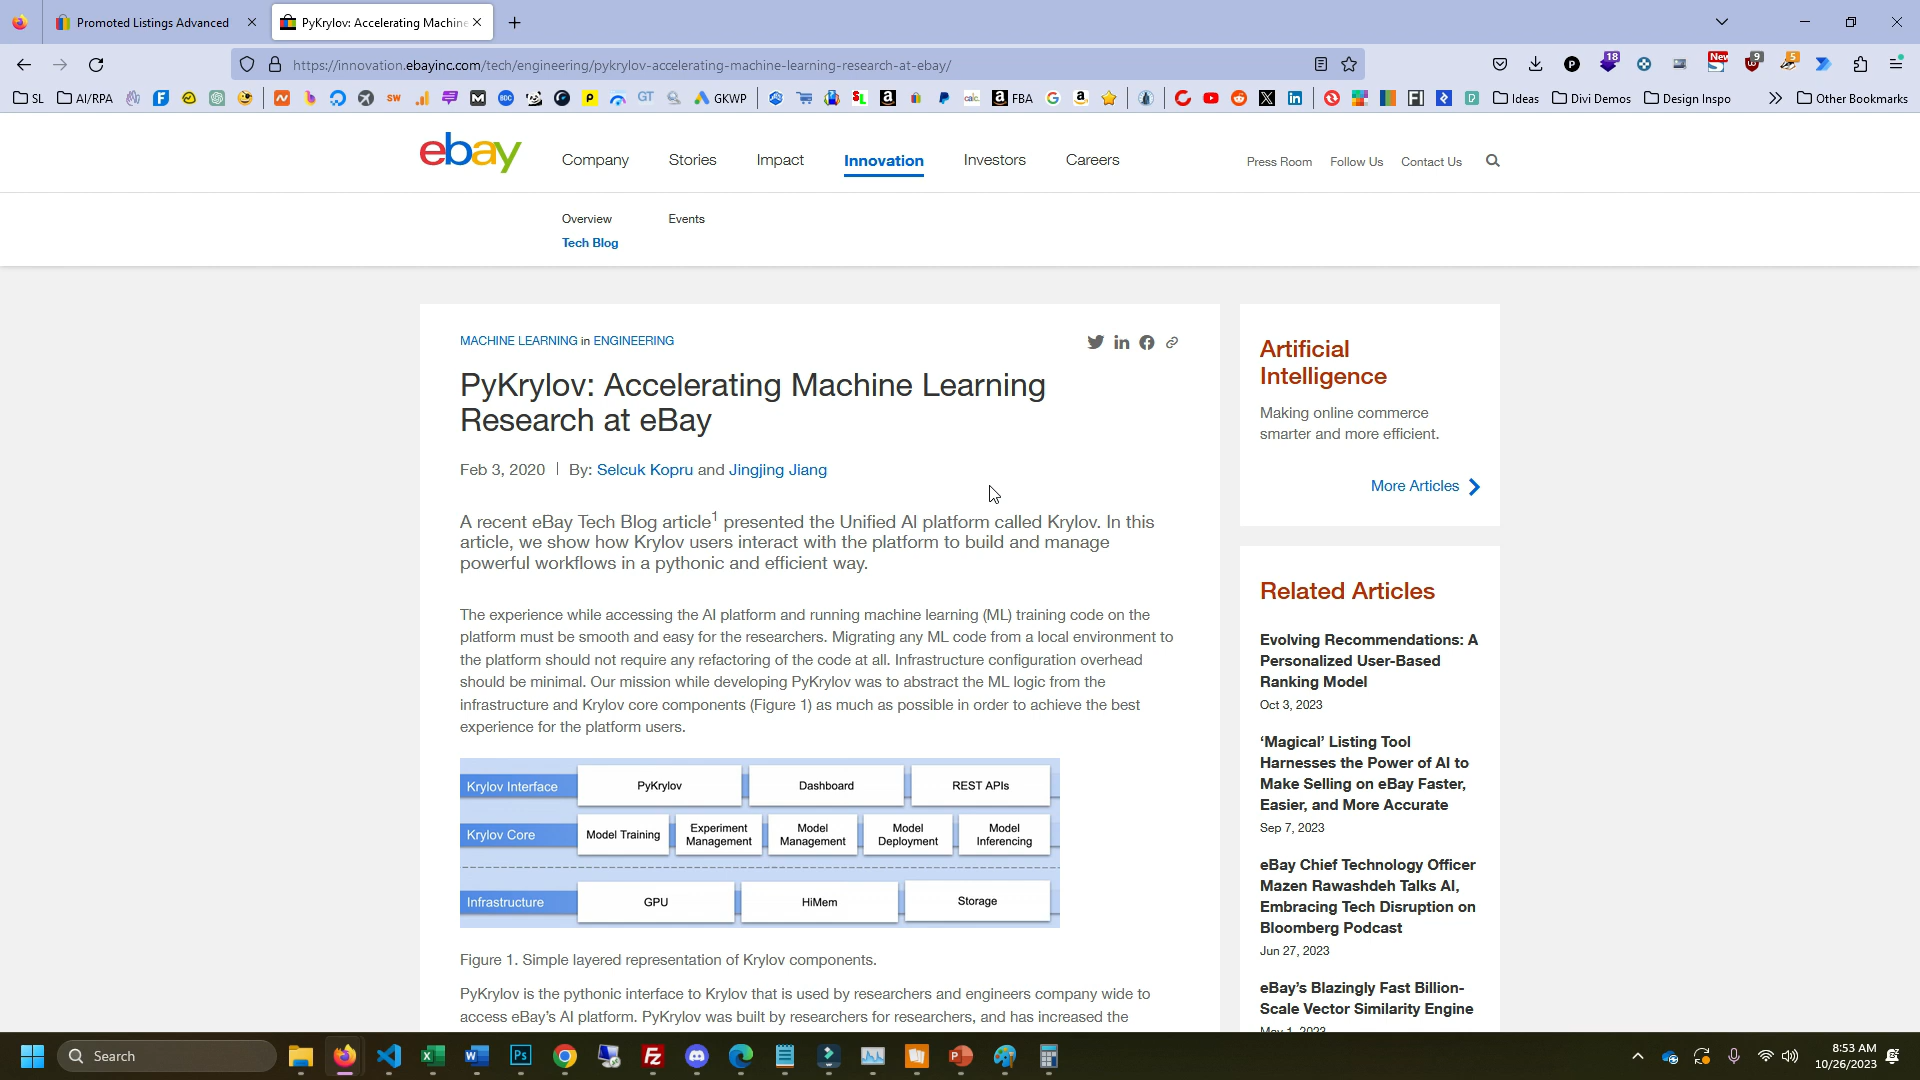 Promoted Listings Advanced
PyKrylov: Accelerating Machine
https://innovation.ebayinc.com/tech/engineering/pykrylov-accelerating-machine-learning-research-at-ebay/
18
New
9
5
SL
AI/RPA
GKWP
FBA
Ideas
Divi Demos
Design Inspo
Other Bookmarks
ebay
Company
Stories
Impact
Innovation
Investors
Careers
Press Room
Follow Us
Contact Us
Overview
Events
Tech Blog
MACHINE LEARNING in ENGINEERING
PyKrylov: Accelerating Machine Learning
Research at eBay
Feb 3, 2020 | By: Selcuk Kopru and Jingjing Jiang
A recent eBay Tech Blog article1 presented the Unified AI platform called Krylov. In this
article, we show how Krylov users interact with the platform to build and manage
powerful workflows in a pythonic and efficient way.
The experience while accessing the AI platform and running machine learning (ML) training code on the
platform must be smooth and easy for the researchers. Migrating any ML code from a local environment to
the platform should not require any refactoring of the code at all. Infrastructure configuration overhead
should be minimal. Our mission while developing PyKrylov was to abstract the ML logic from the
infrastructure and Krylov core components (Figure 1) as much as possible in order to achieve the best
experience for the platform users.
Krylov Interface
PyKrylov
Dashboard
REST APIs
Krylov Core
Model Training
Experiment
Management
Model
Management
Model
Deployment
Model
Inferencing
Infrastructure
GPU
HiMem
Storage
Figure 1. Simple layered representation of Krylov components.
PyKrylov is the pythonic interface to Krylov that is used by researchers and engineers company wide to
access eBay's AI platform. PyKrylov was built by researchers for researchers, and has increased the
Artificial
Intelligence
Making online commerce
smarter and more efficient.
More Articles
Related Articles
Evolving Recommendations: A
Personalized User-Based
Ranking Model
Oct 3, 2023
‘Magical’ Listing Tool
Harnesses the Power of AI to
Make Selling on eBay Faster,
Easier, and More Accurate
Sep 7, 2023
eBay Chief Technology Officer
Mazen Rawashdeh Talks AI,
Embracing Tech Disruption on
Bloomberg Podcast
Jun 27, 2023
eBay’s Blazingly Fast Billion-
Scale Vector Similarity Engine
May 1, 2023
Search
8:53 AM
10/26/2023